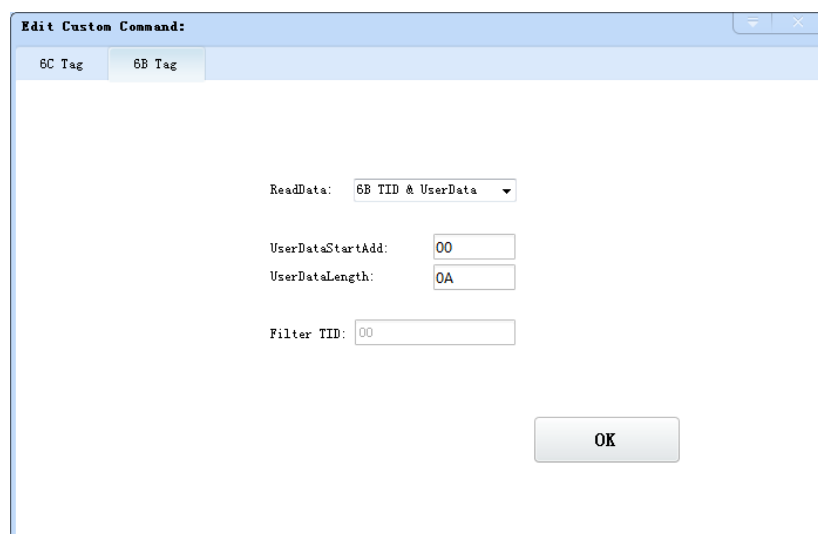 Edit Custom Command:
6C Tag 6B Tag
ReadData: 6B TID & UserData
UserDataStartAdd: 00
UserDataLength: 0A
Filter TID: 00
OK